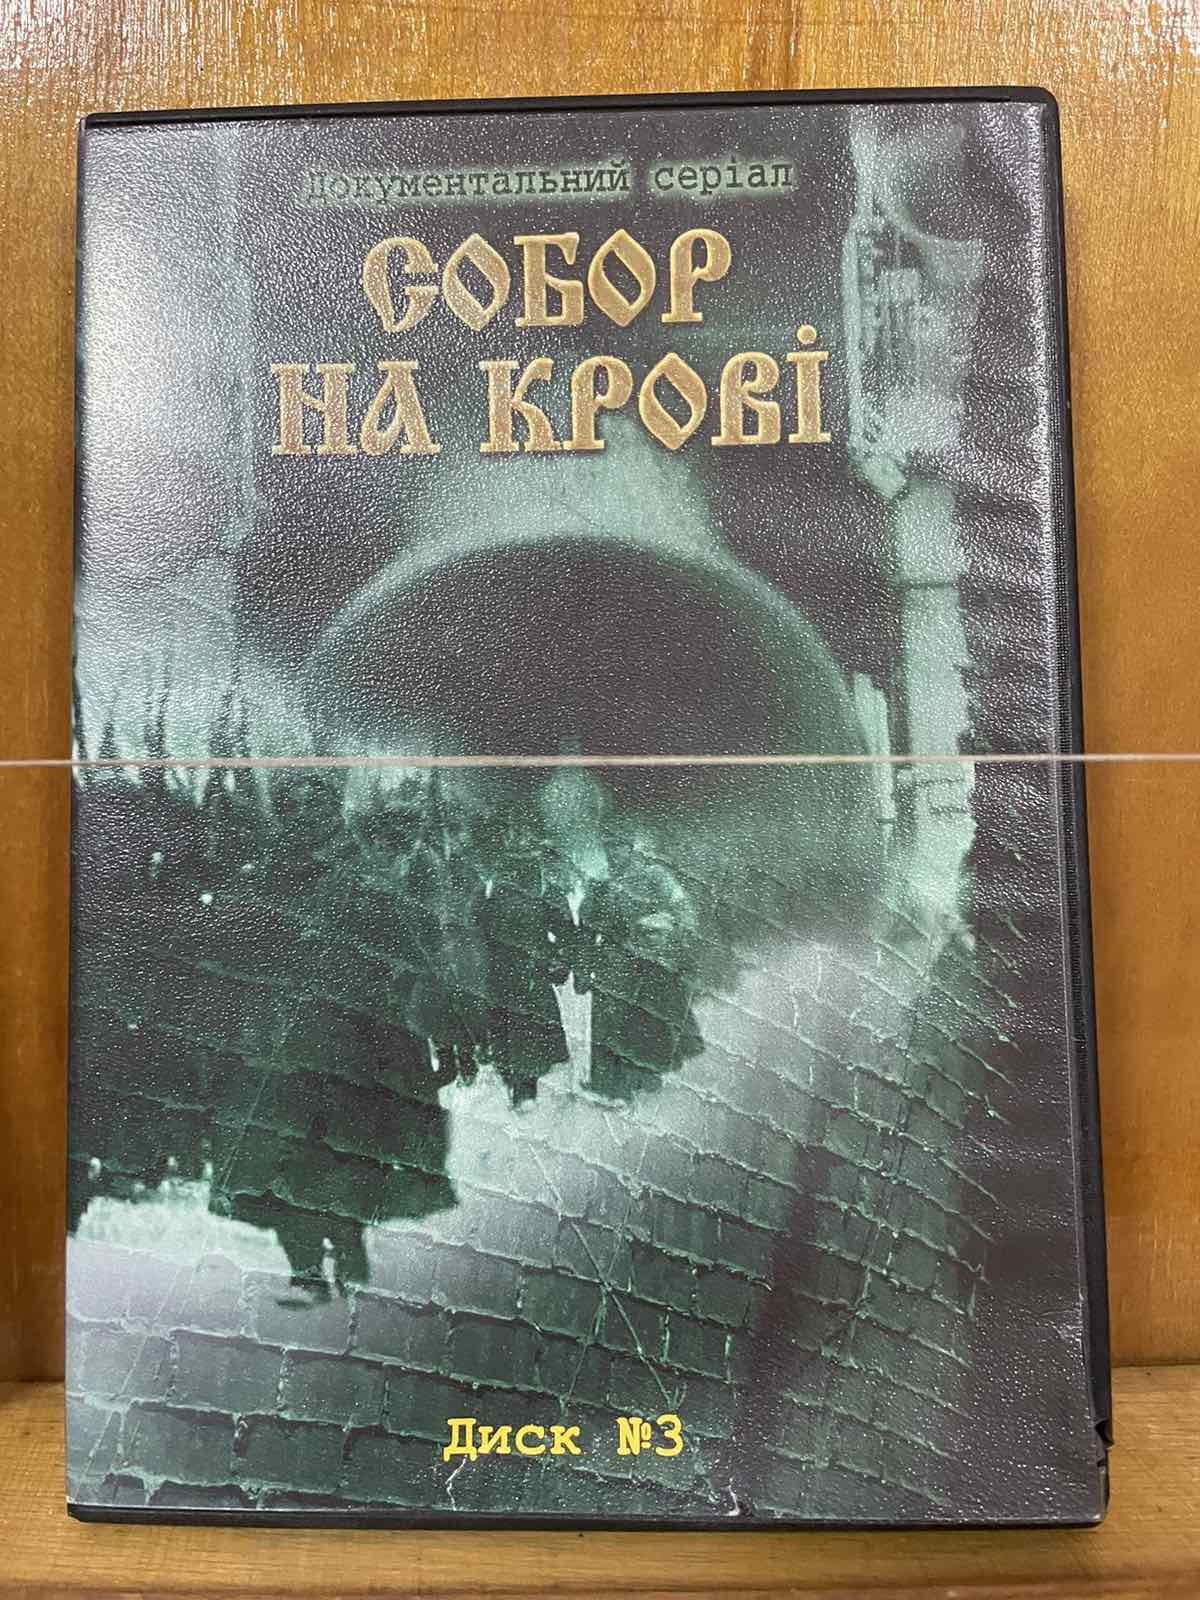 Документальний серіал
СОБОР
НА КРОВІ
Диск №3